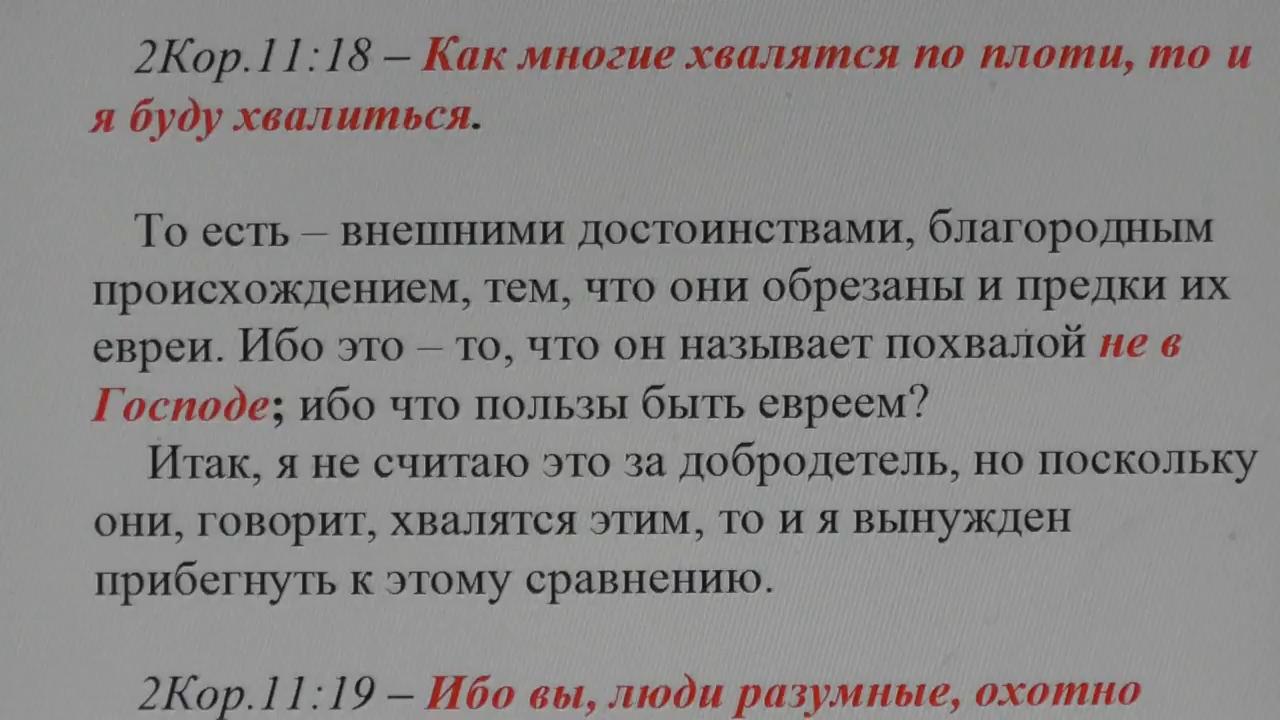 2Кор.11:18 – Как многие хвалятся по плоти, то и
я буду хвалиться.
То есть – внешними достоинствами, благородным
происхождением, тем, что они обрезаны и предки их
евреи. Ибо это – то, что он называет похвалой не в
Господе; ибо что пользы быть евреем?
Итак, я не считаю это за добродетель, но поскольку
они, говорит, хвалятся этим, то и я вынужден
прибегнуть к этому сравнению.
2Кор.11:19 – Ибо вы, люди разумные, охотно